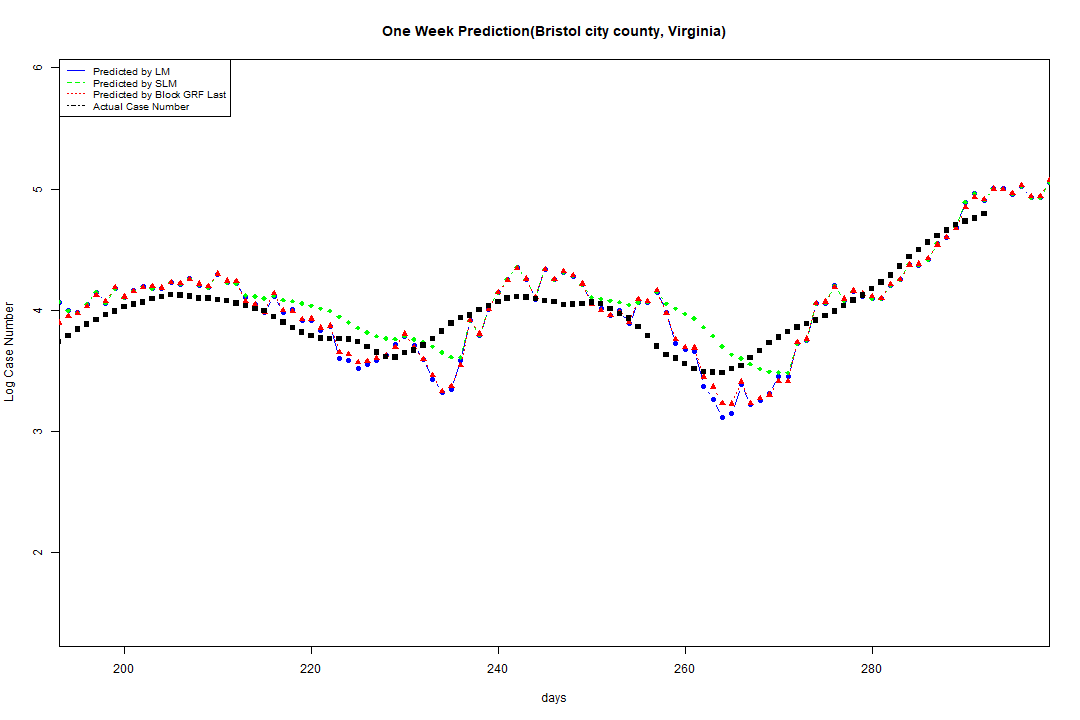 One Week Prediction(Bristol city county, Virginia)
Predicted by LM
Predicted by SLM
Predicted by Block GRF Last
Actual Case Number
6
5
4
3
2
Log Case Number
200 220 240 260 280
days